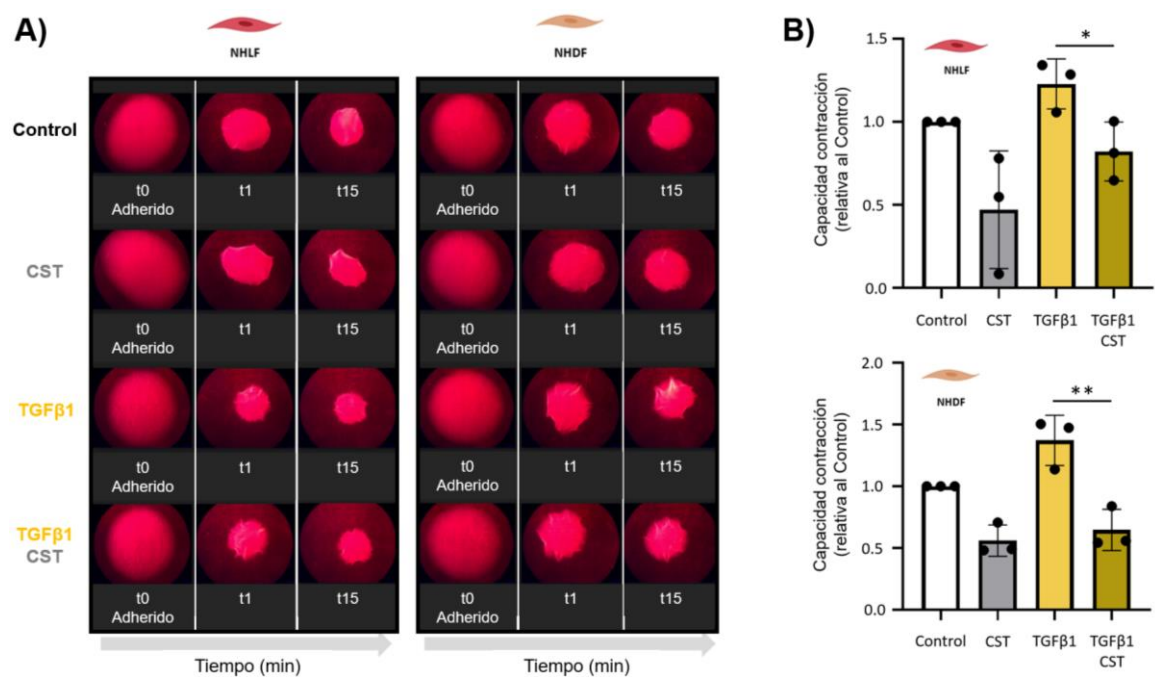 A)
NHLF
NHDF
Control
t0
Adherido
t1
t15
t0
Adherido
t1
t15
CST
t0
Adherido
t1
t15
t0
Adherido
t1
t15
TGFβ1
t0
Adherido
t1
t15
t0
Adherido
t1
t15
TGFβ1
CST
t0
Adherido
t1
t15
t0
Adherido
t1
t15
Tiempo (min)
Tiempo (min)
B)
NHLF
Capacidad contracción
(relativa al Control)
1.5
1.0
0.5
0.0
*
Control
CST
TGFβ1
TGFβ1
CST
NHDF
Capacidad contracción
(relativa al Control)
2.0
1.5
1.0
0.5
0.0
**
Control
CST
TGFβ1
TGFβ1
CST